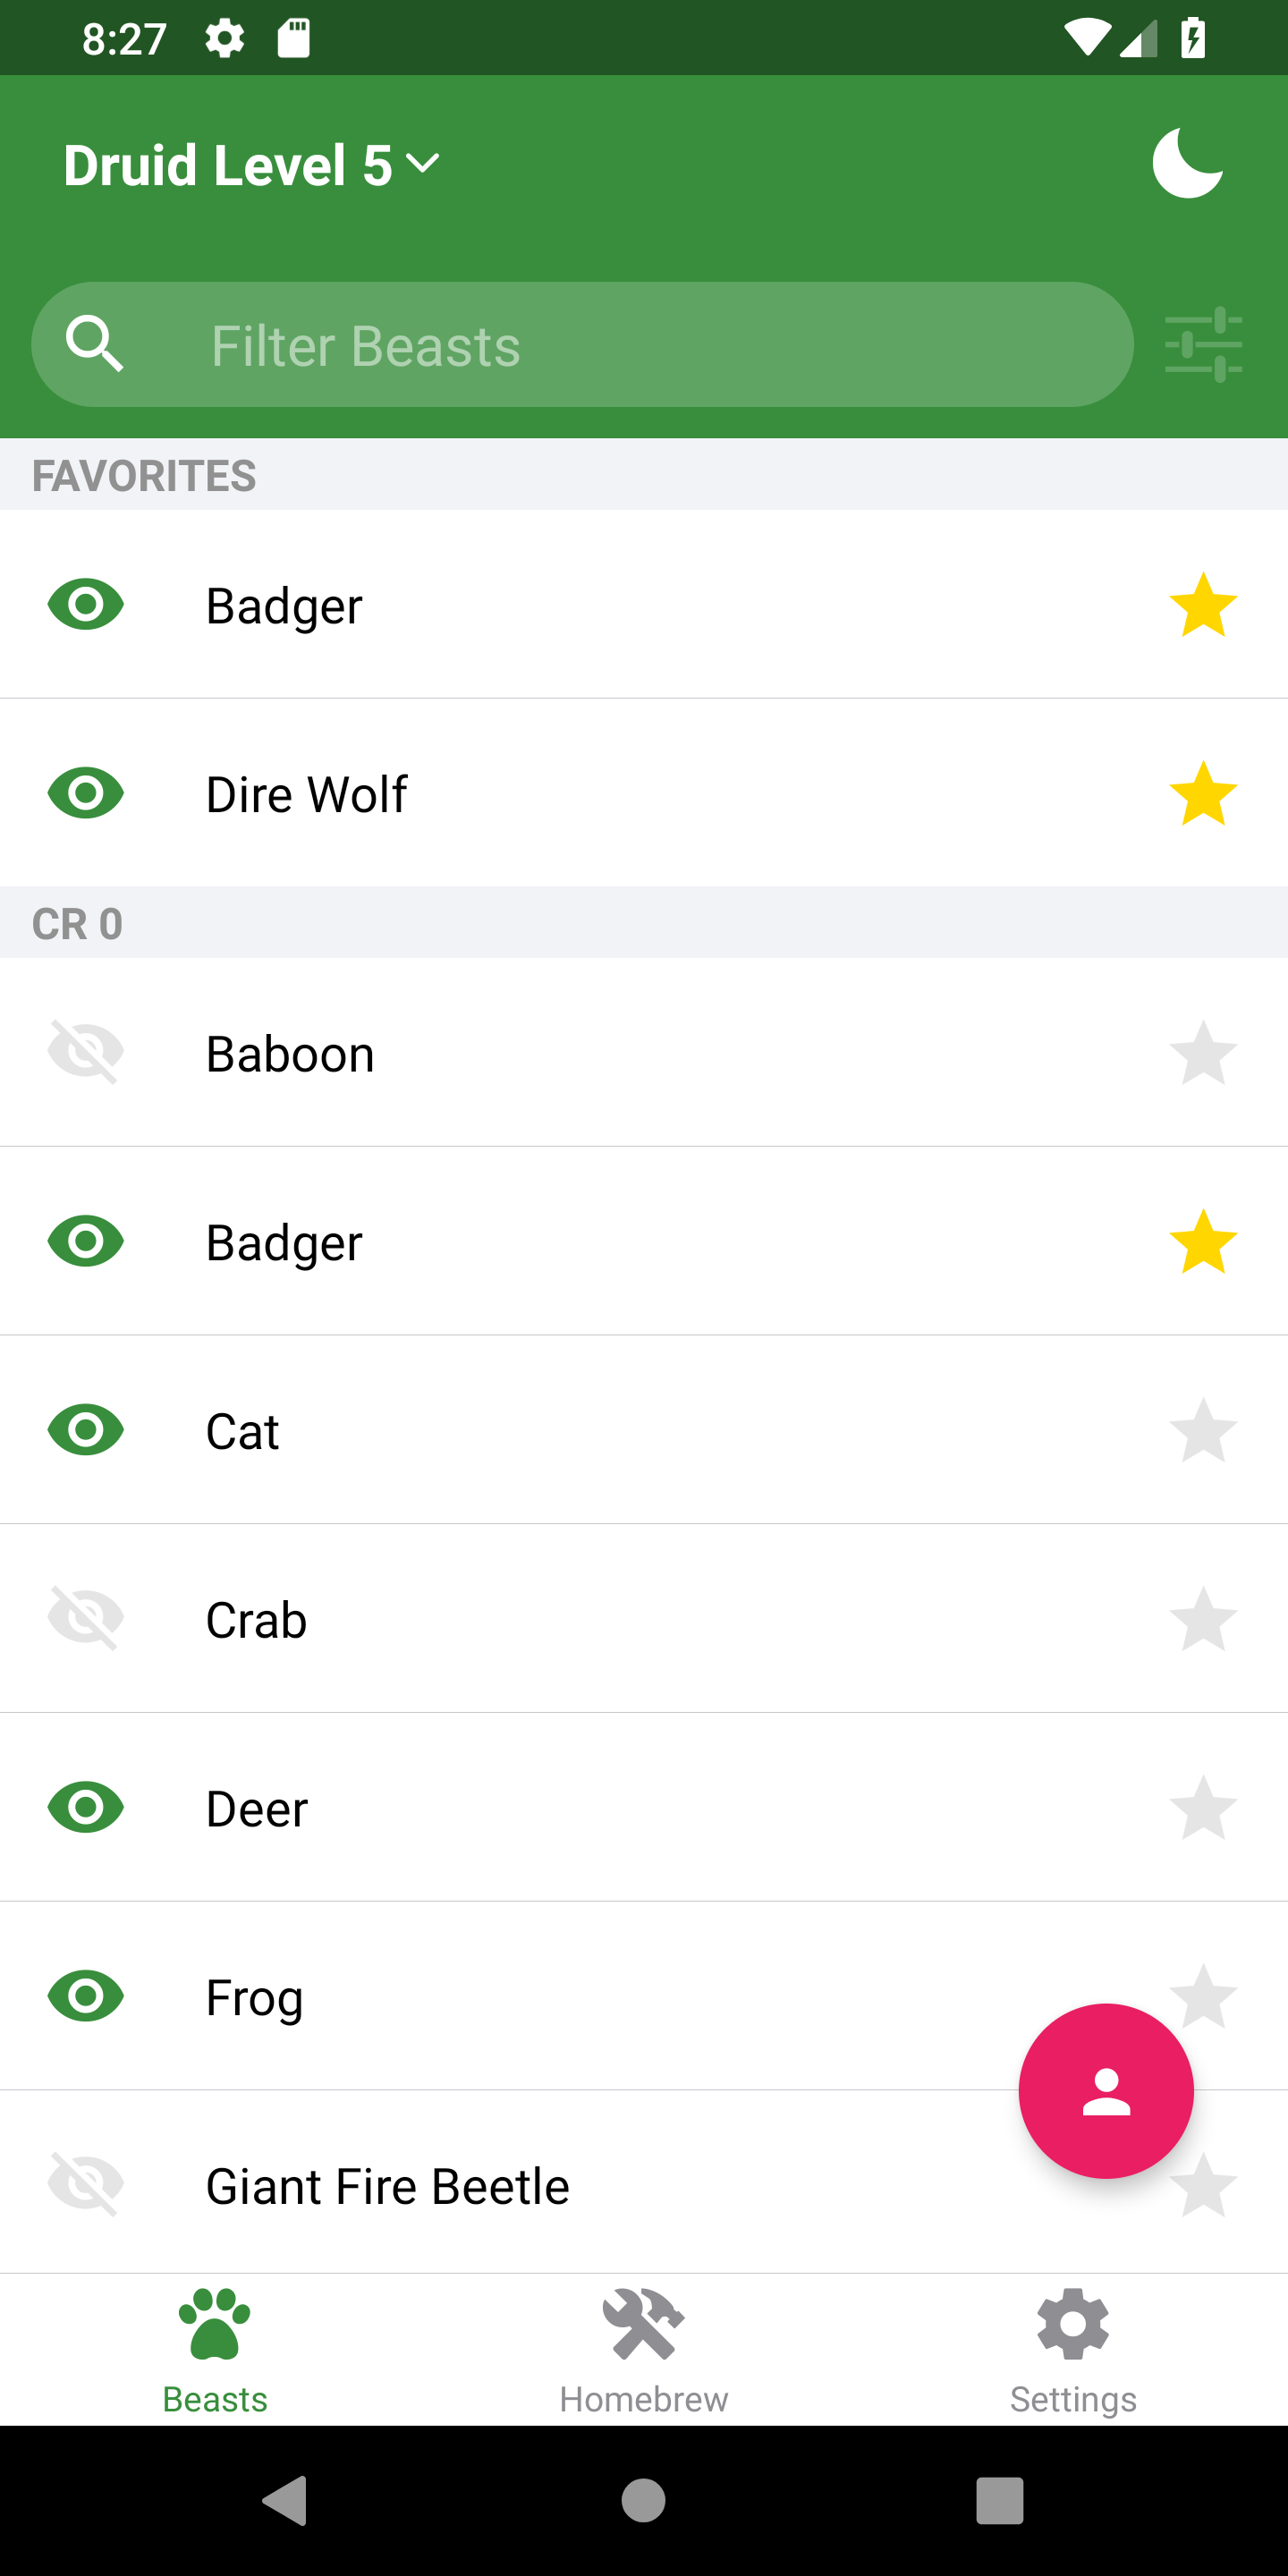 8:27
Druid Level 5
Filter Beasts
FAVORITES
Badger
Dire Wolf
CR 0
Baboon
Badger
Cat
Crab
Deer
Frog
Giant Fire Beetle
Beasts
Homebrew
Settings